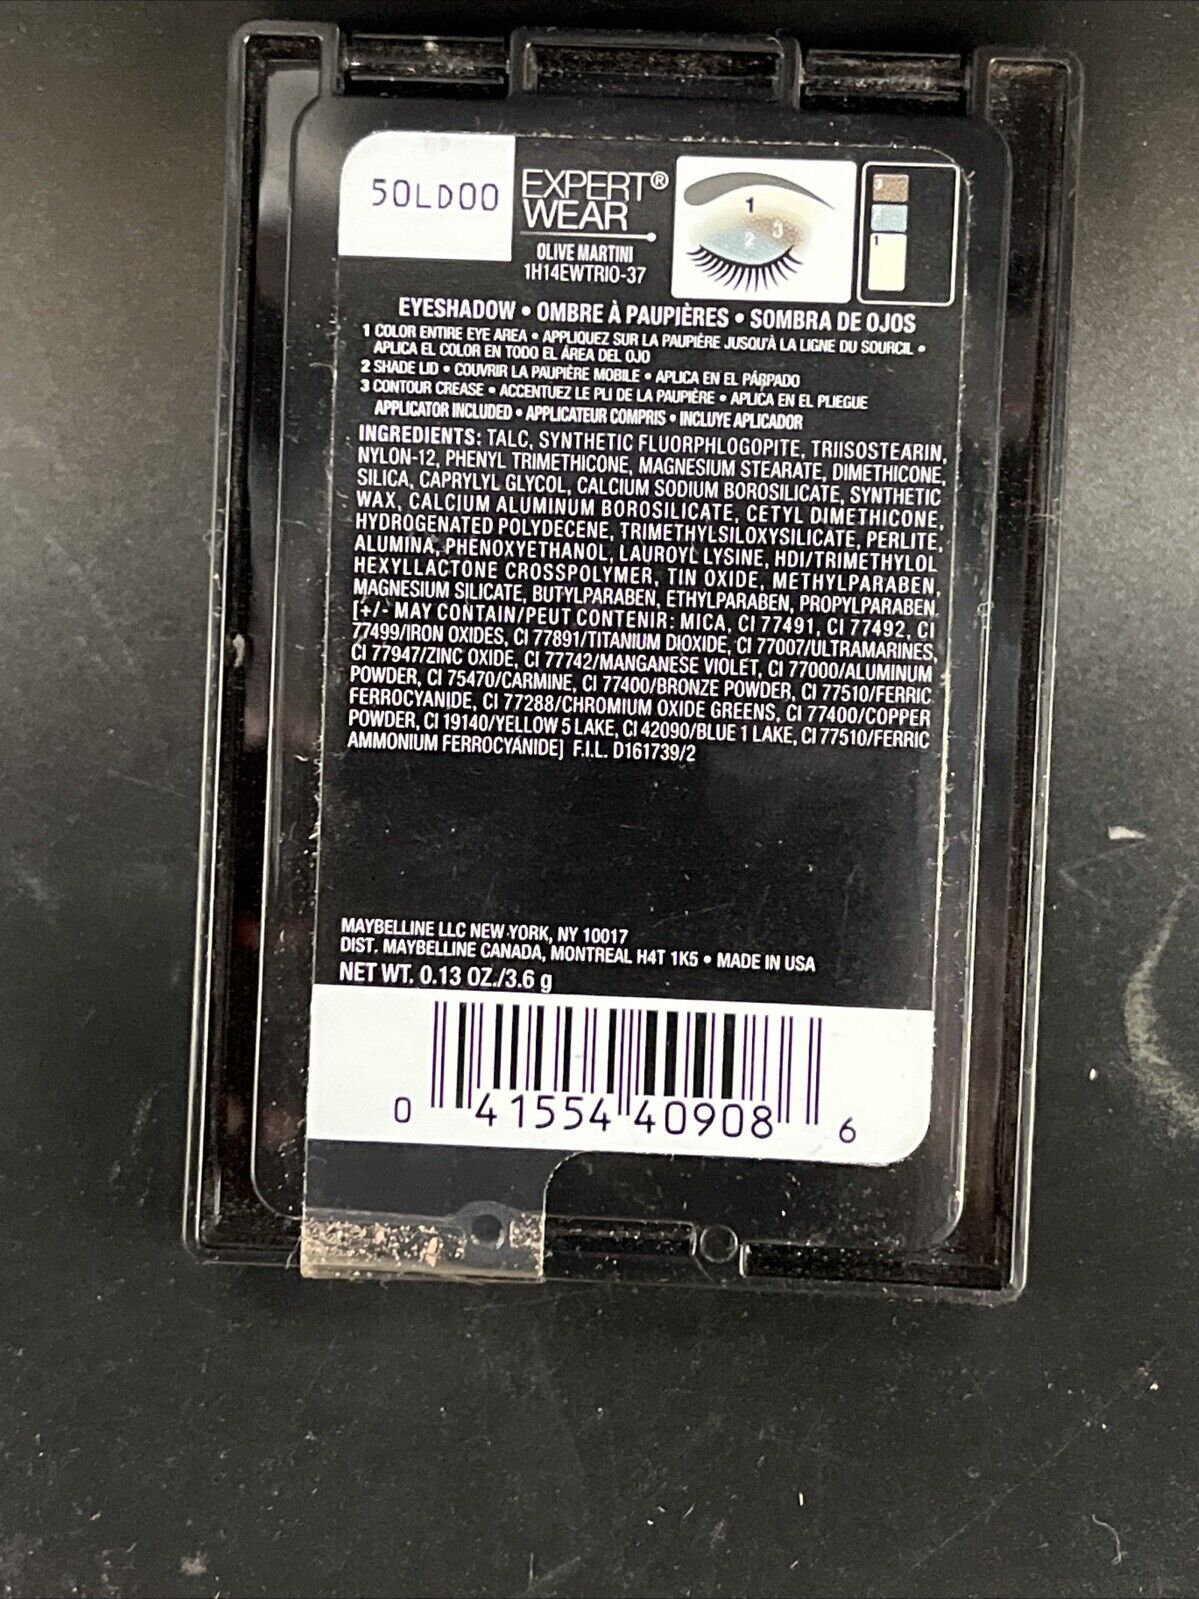 50LD00
EXPERT®
WEAR
OLIVE MARTINI
1H14EWTRIO-37
1
2
3
3
1
EYESHADOW • OMBRE À PAUPIÈRES • SOMBRA DE OJOS
1 COLOR ENTIRE EYE AREA • APPLIQUEZ SUR LA PAUPIÈRE JUSQU'À LA LIGNE DU SOURCIL •
APLICA EL COLOR EN TODO EL ÁREA DEL OJO
2 SHADE LID • COUVRIR LA PAUPIÈRE MOBILE • APLICA EN EL PÁRPADO
3 CONTOUR CREASE • ACCENTUEZ LE PLI DE LA PAUPIÈRE • APLICA EN EL PLIEGUE
APPLICATOR INCLUDED • APPLICATEUR COMPRIS • INCLUYE APLICADOR
INGREDIENTS: TALC, SYNTHETIC FLUORPHLOGOPITE, TRIISOSTEARIN,
NYLON-12, PHENYL TRIMETHICONE, MAGNESIUM STEARATE, DIMETHICONE,
SILICA, CAPRYLYL GLYCOL, CALCIUM SODIUM BOROSILICATE, SYNTHETIC
WAX, CALCIUM ALUMINUM BOROSILICATE, CETYL DIMETHICONE,
HYDROGENATED POLYDECENE, TRIMETHYLSILOXYSILICATE, PERLITE,
ALUMINA, PHENOXYETHANOL, LAUROYL LYSINE, HDI/TRIMETHYLOL
HEXYLLACTONE CROSSPOLYMER, TIN OXIDE, METHYLPARABEN,
MAGNESIUM SILICATE, BUTYLPARABEN, ETHYLPARABEN, PROPYLPARABEN.
[+/- MAY CONTAIN/PEUT CONTENIR: MICA, CI 77491, CI 77492, CI
77499/IRON OXIDES, CI 77891/TITANIUM DIOXIDE, CI 77007/ULTRAMARINES,
CI 77947/ZINC OXIDE, CI 77742/MANGANESE VIOLET, CI 77000/ALUMINUM
POWDER, CI 75470/CARMINE, CI 77400/BRONZE POWDER, CI 77510/FERRIC
FERROCYANIDE, CI 77288/CHROMIUM OXIDE GREENS, CI 77400/COPPER
POWDER, CI 19140/YELLOW 5 LAKE, CI 42090/BLUE 1 LAKE, CI 77510/FERRIC
AMMONIUM FERROCYANIDE] F.I.L. D161739/2
MAYBELLINE LLC NEW YORK, NY 10017
DIST. MAYBELLINE CANADA, MONTREAL H4T 1K5 • MADE IN USA
NET WT. 0.13 OZ./3.6 g
0 41554 40908 6